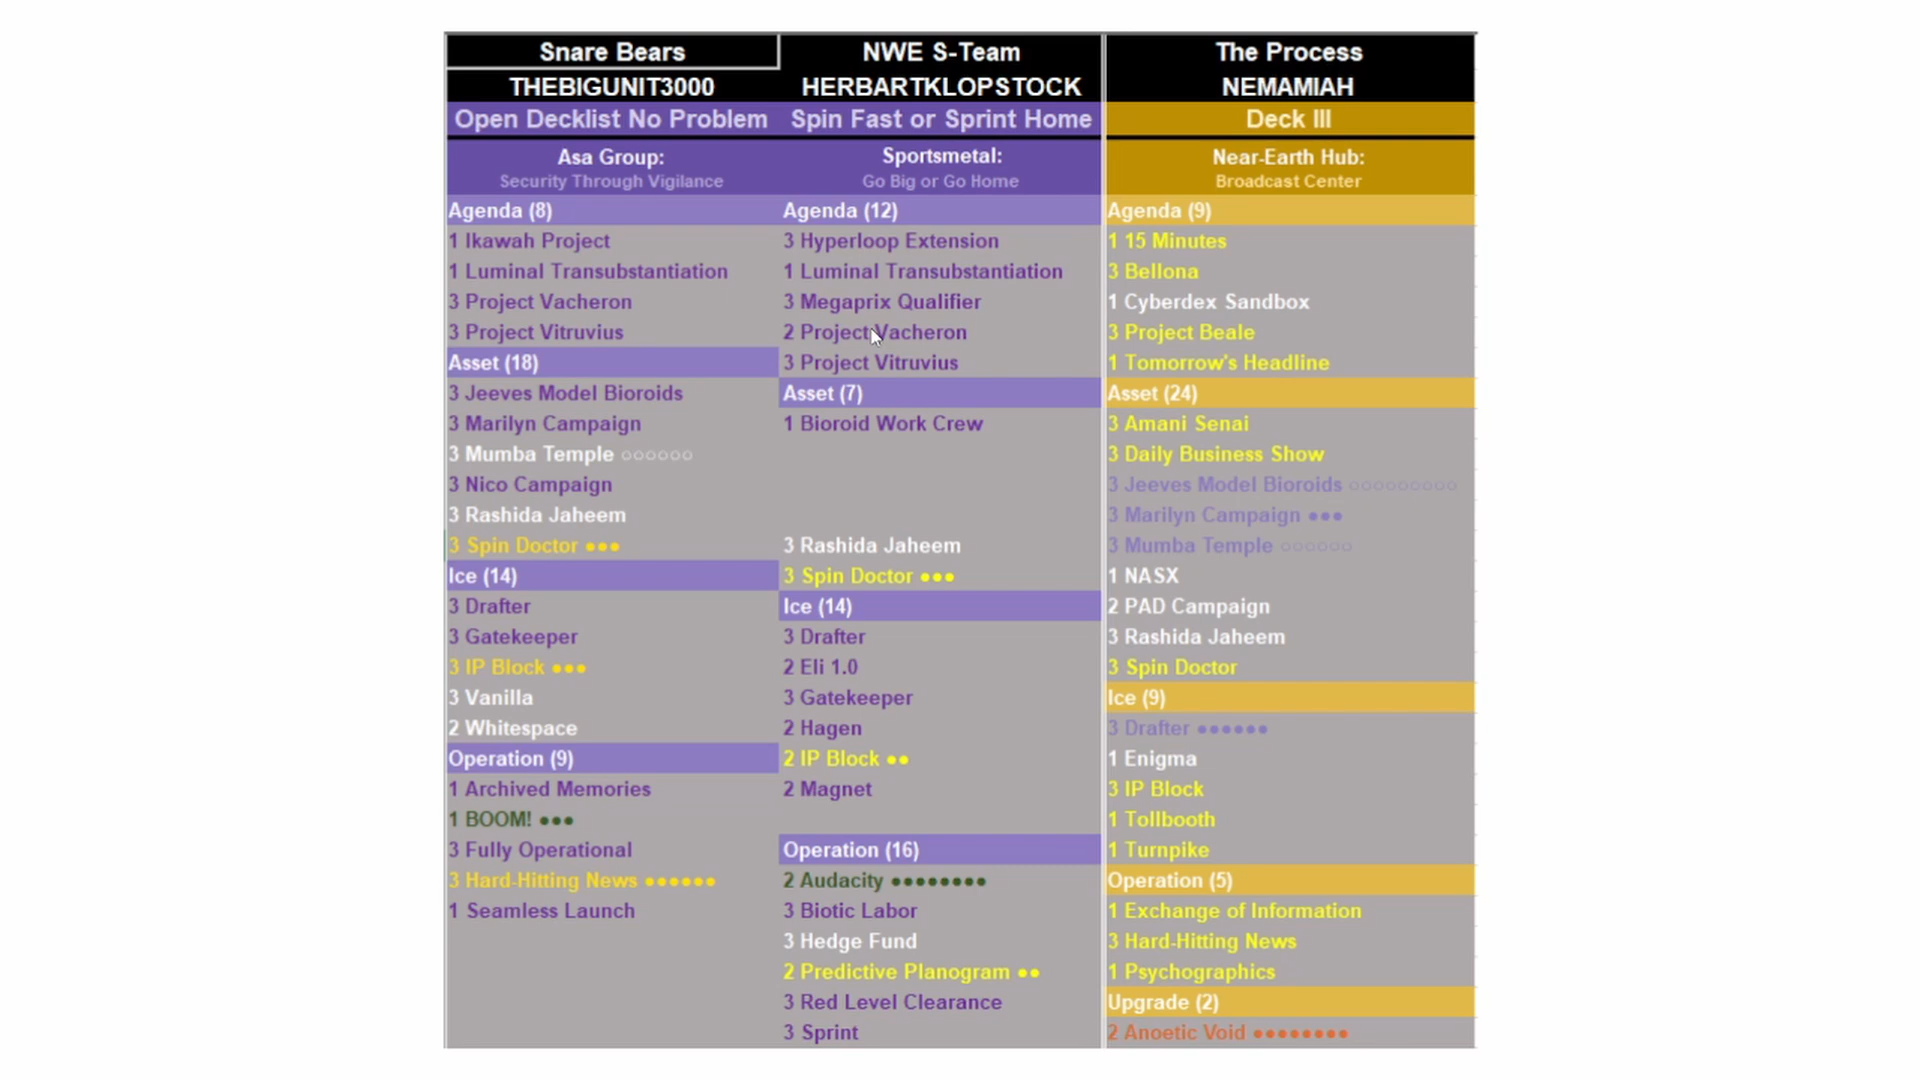 Snare Bears
THEBIGUNIT3000
Open Decklist No Problem
Asa Group:
Security Through Vigilance
Agenda (8)
1 Ikawah Project
1 Luminal Transubstantiation
3 Project Vacheron
3 Project Vitruvius
Asset (18)
3 Jeeves Model Bioroids
3 Marilyn Campaign
3 Mumba Temple ○○○○○○
3 Nico Campaign
3 Rashida Jaheem
3 Spin Doctor ●●●
Ice (14)
3 Drafter
3 Gatekeeper
3 IP Block ●●●
3 Vanilla
2 Whitespace
Operation (9)
1 Archived Memories
1 BOOM! ●●●
3 Fully Operational
3 Hard-Hitting News ●●●●●●
1 Seamless Launch
NWE S-Team
HERBARTKLOPSTOCK
Spin Fast or Sprint Home
Sportsmetal:
Go Big or Go Home
Agenda (12)
3 Hyperloop Extension
1 Luminal Transubstantiation
3 Megaprix Qualifier
2 Project Vacheron
3 Project Vitruvius
Asset (7)
1 Bioroid Work Crew
3 Rashida Jaheem
3 Spin Doctor ●●●
Ice (14)
3 Drafter
2 Eli 1.0
3 Gatekeeper
2 Hagen
2 IP Block ●●
2 Magnet
Operation (16)
2 Audacity ●●●●●●●●
3 Biotic Labor
3 Hedge Fund
2 Predictive Planogram ●●
3 Red Level Clearance
3 Sprint
The Process
NEMAMIAH
Deck III
Near-Earth Hub:
Broadcast Center
Agenda (9)
1 15 Minutes
3 Bellona
1 Cyberdex Sandbox
3 Project Beale
1 Tomorrow's Headline
Asset (24)
3 Amani Senai
3 Daily Business Show
3 Jeeves Model Bioroids ○○○○○○○○○
3 Marilyn Campaign ●●●
3 Mumba Temple ○○○○○○
1 NASX
2 PAD Campaign
3 Rashida Jaheem
3 Spin Doctor
Ice (9)
3 Drafter ●●●●●●
1 Enigma
3 IP Block
1 Tollbooth
1 Turnpike
Operation (5)
1 Exchange of Information
3 Hard-Hitting News
1 Psychographics
Upgrade (2)
2 Anoetic Void ●●●●●●●●